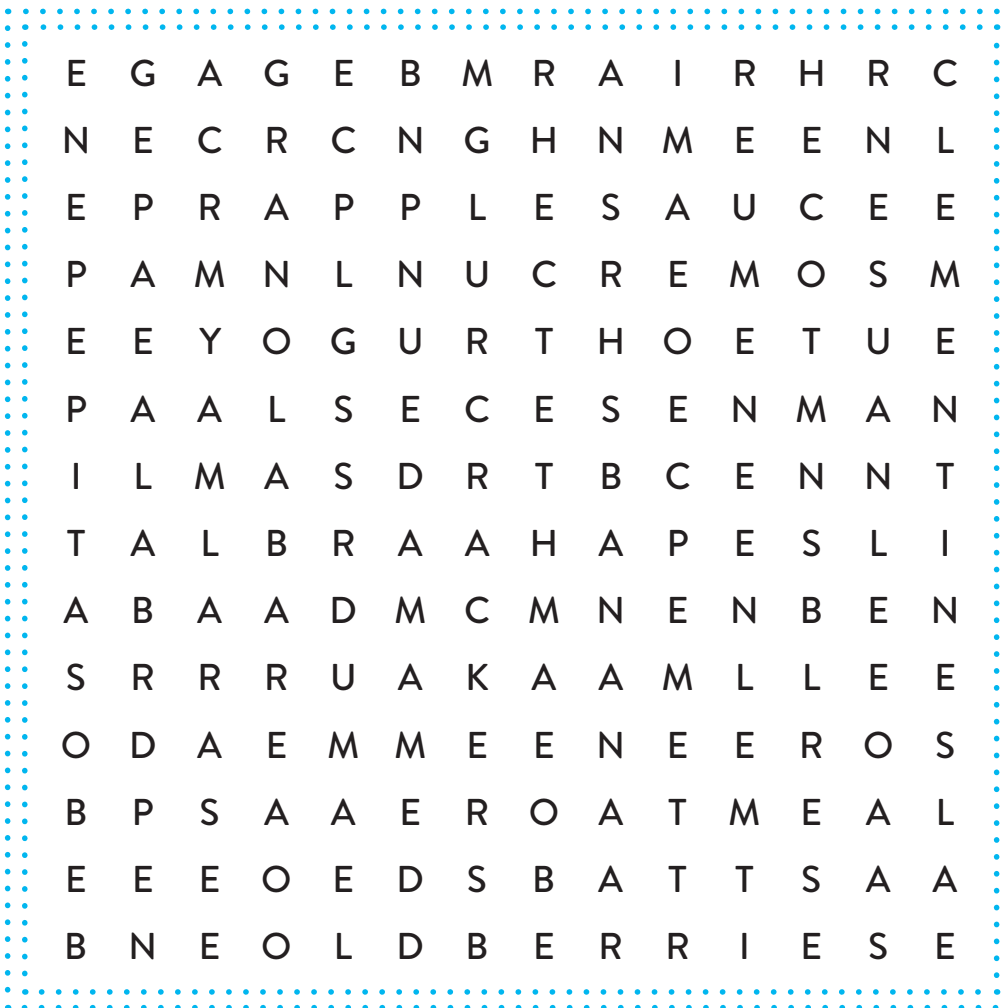 E G A G E B M R A I R H R C
N E C R C N G H N M E E N L
E P R A P P L E S A U C E E
P A M N L N U C R E M O S M
E E Y O G U R T H O E T U E
P A A L S E C E S E N M A N
I L M A S D R T B C E N N T
T A L B R A A H A P E S L I
A B A A D M C M N E N B E N
S R R R U A K A A M L L E E
O D A E M M E E N E E R O S
B P S A A E R O A T M E A L
E E E O E D S B A T T S A A
B N E O L D B E R R I E S E